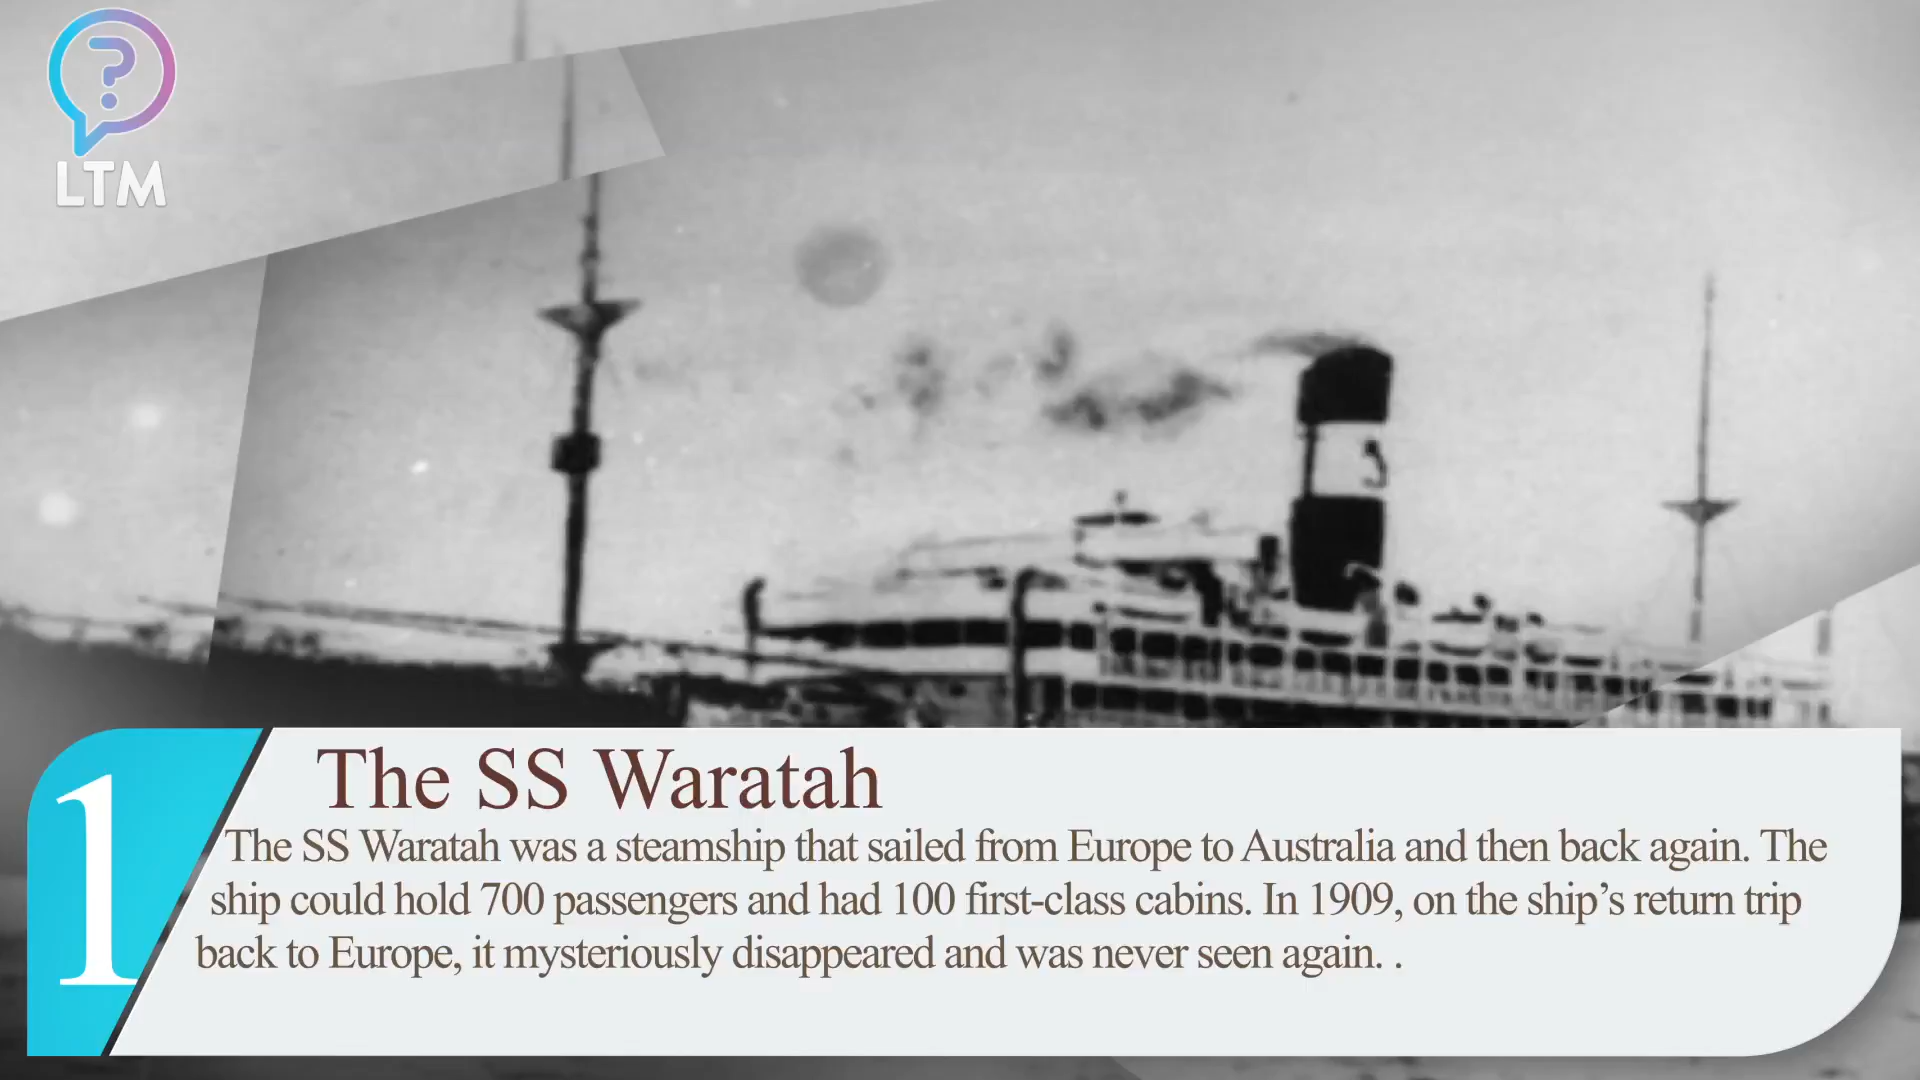 ?
LTM
The SS Waratah
1
The SS Waratah was a steamship that sailed from Europe to Australia and then back again. The
ship could hold 700 passengers and had 100 first-class cabins. In 1909, on the ship’s return trip
back to Europe, it mysteriously disappeared and was never seen again. .